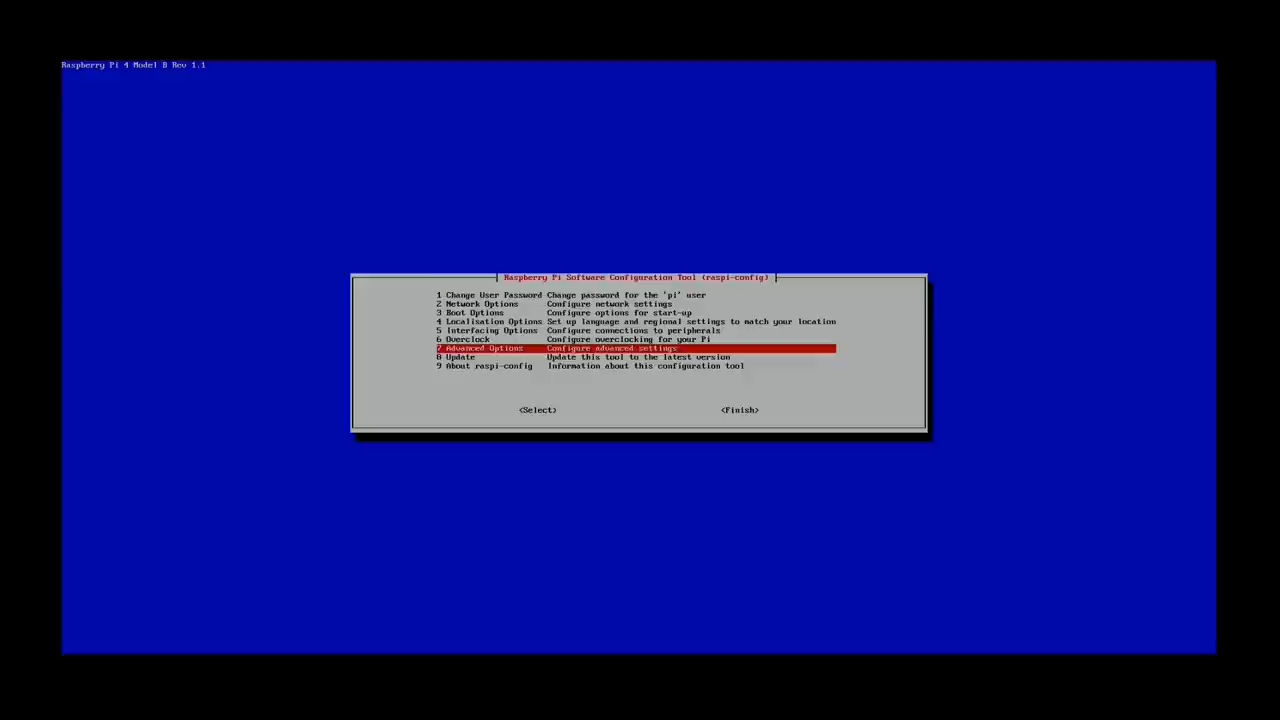 Raspberry Pi 4 Model B Rev 1.1
Raspberry Pi Software Configuration Tool (raspi-config)
1 Change User Password Change password for the 'pi' user
2 Network Options Configure network settings
3 Boot Options Configure options for start-up
4 Localisation Options Set up language and regional settings to match your location
5 Interfacing Options Configure connections to peripherals
6 Overclock Configure overclocking for your Pi
7 Advanced Options Configure advanced settings
8 Update Update this tool to the latest version
9 About raspi-config Information about this configuration tool
<Select> <Finish>